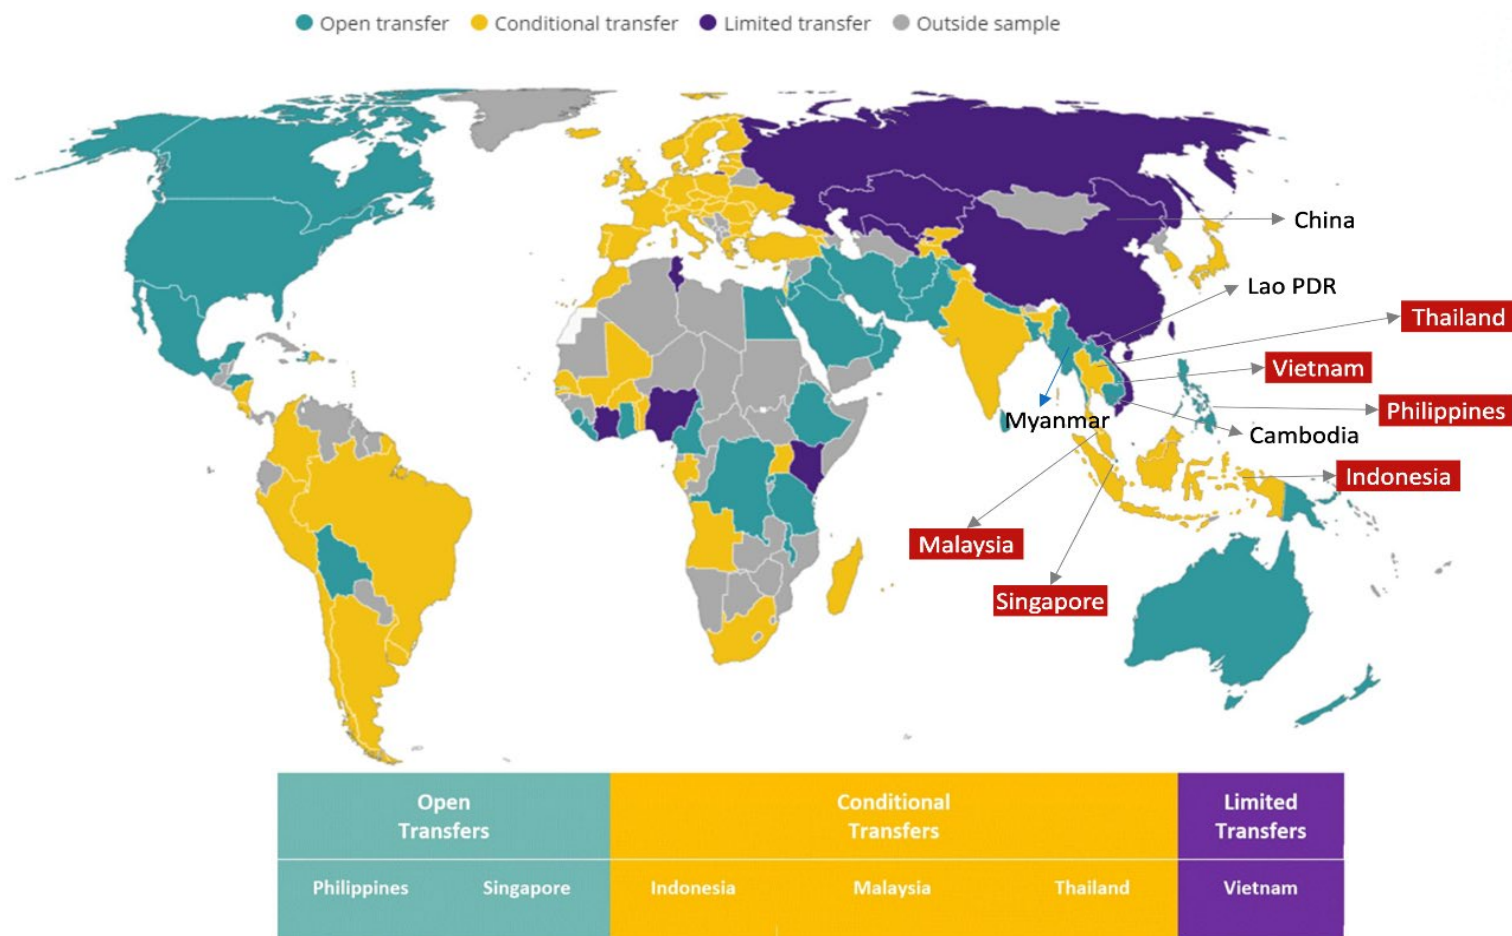 Open transfer Conditional transfer Limited transfer Outside sample
China
Lao PDR
Thailand
Vietnam
Philippines
Myanmar
Cambodia
Indonesia
Malaysia
Singapore
Open
Transfers
Conditional
Transfers
Limited
Transfers
Philippines Singapore Indonesia Malaysia Thailand Vietnam